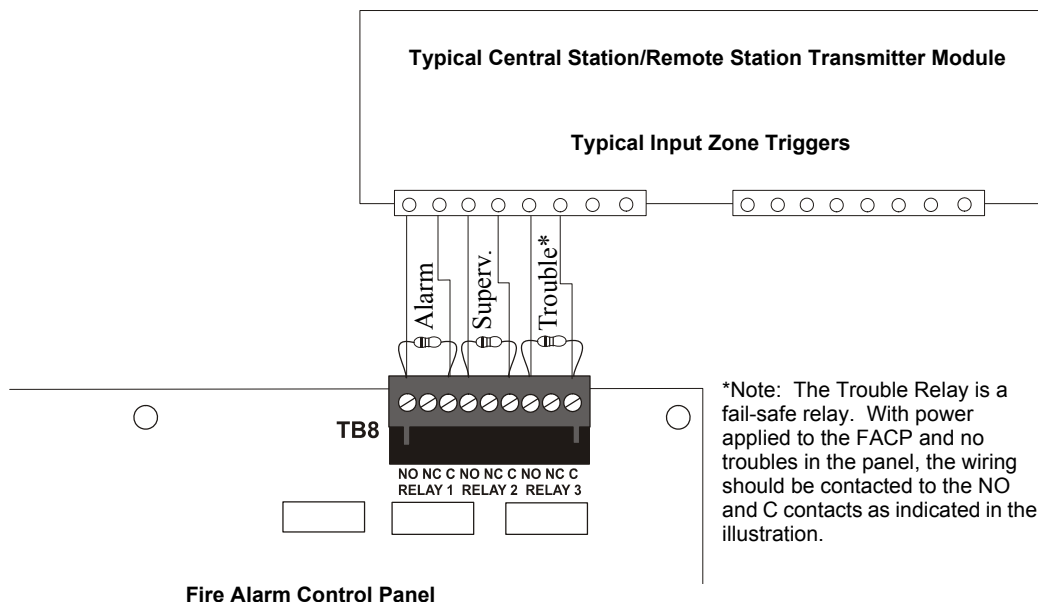 Typical Central Station/Remote Station Transmitter Module
Typical Input Zone Triggers
Alarm
Superv.
Trouble*
TB8
NO NC C NO NC C NO NC C
RELAY 1 RELAY 2 RELAY 3
*Note: The Trouble Relay is a
fail-safe relay. With power
applied to the FACP and no
troubles in the panel, the wiring
should be contacted to the NO
and C contacts as indicated in the
illustration.
Fire Alarm Control Panel